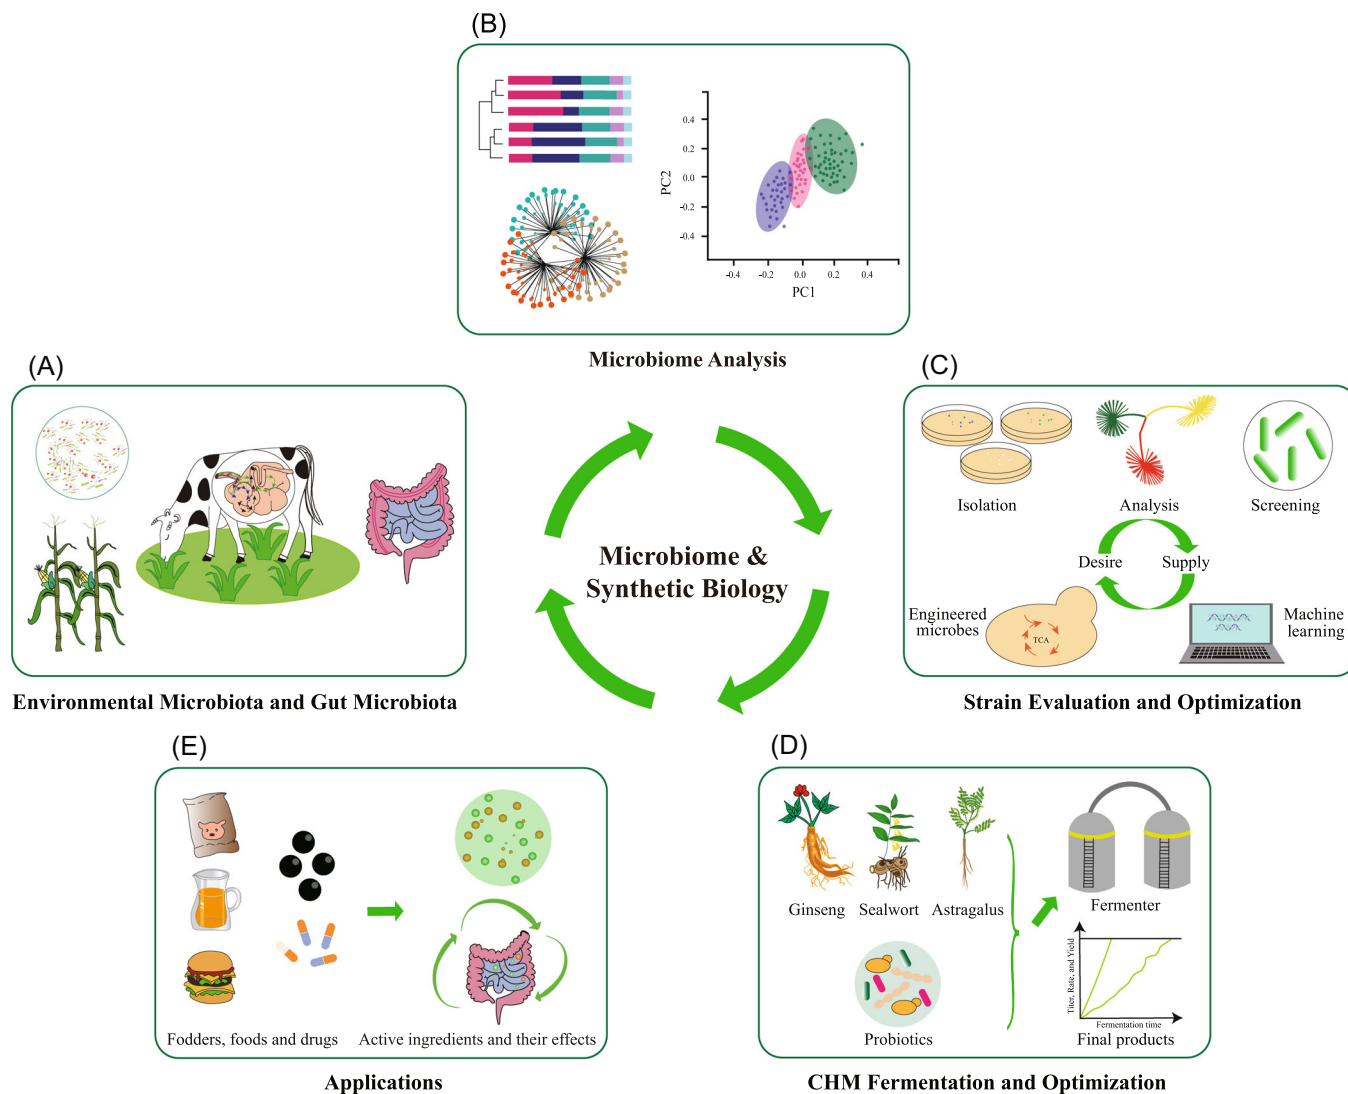 (B)
0.4
0.2
0.0
-0.2
-0.4
PC2
-0.4
-0.2
0.0
0.2
0.4
PC1
Microbiome Analysis
(A)
Environmental Microbiota and Gut Microbiota
(C)
Isolation
Analysis
Screening
Desire
Supply
Engineered
microbes
TCA
Machine
learning
Strain Evaluation and Optimization
Microbiome &
Synthetic Biology
(E)
Fodders, foods and drugs
Active ingredients and their effects
Applications
(D)
Ginseng
Sealwort
Astragalus
Fermenter
Probiotics
Titer, Rate, and Yield
Fermentation time
Final products
CHM Fermentation and Optimization